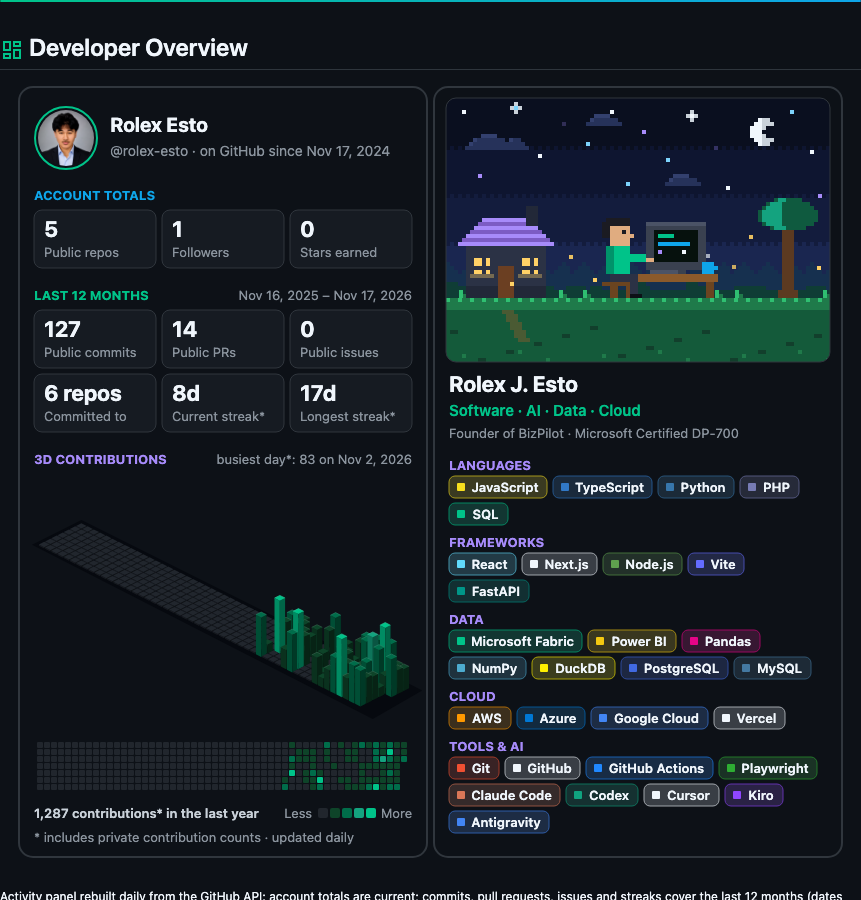 Developer Overview
Rolex Esto
@rolex-esto · on GitHub since Nov 17, 2024
ACCOUNT TOTALS
5
Public repos
1
Followers
0
Stars earned
LAST 12 MONTHS
Nov 16, 2025 – Nov 17, 2026
127
Public commits
14
Public PRs
0
Public issues
6 repos
Committed to
8d
Current streak*
17d
Longest streak*
3D CONTRIBUTIONS
busiest day*: 83 on Nov 2, 2026
1,287 contributions* in the last year
Less
More
* includes private contribution counts · updated daily
Rolex J. Esto
Software · AI · Data · Cloud
Founder of BizPilot · Microsoft Certified DP-700
LANGUAGES
JavaScript TypeScript Python PHP
SQL
FRAMEWORKS
React Next.js Node.js Vite
FastAPI
DATA
Microsoft Fabric Power BI Pandas
NumPy DuckDB PostgreSQL MySQL
CLOUD
AWS Azure Google Cloud Vercel
TOOLS & AI
Git GitHub GitHub Actions Playwright
Claude Code Codex Cursor Kiro
Antigravity
Activity panel rebuilt daily from the GitHub API: account totals are current; commits, pull requests, issues and streaks cover the last 12 months (dates